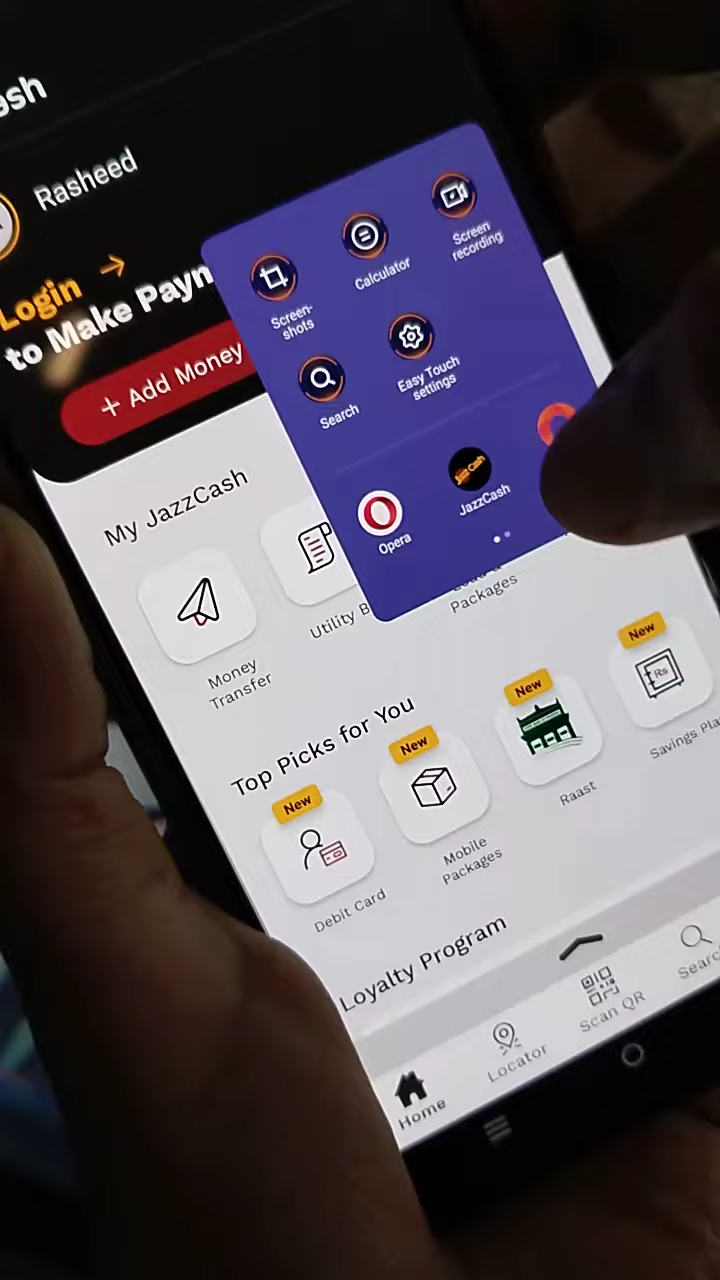 ash
Rasheed
Login →
to Make Paym
+ Add Money
Screen-
shots
Calculator
Screen
recording
Search
Easy Touch
settings
Opera
JazzCash
My JazzCash
Money
Transfer
Utility B
Packages
Top Picks for You
New
Debit Card
New
Mobile
Packages
New
Raast
New
Rs
Savings Pla
Loyalty Program
Home
Locator
Scan QR
Searc